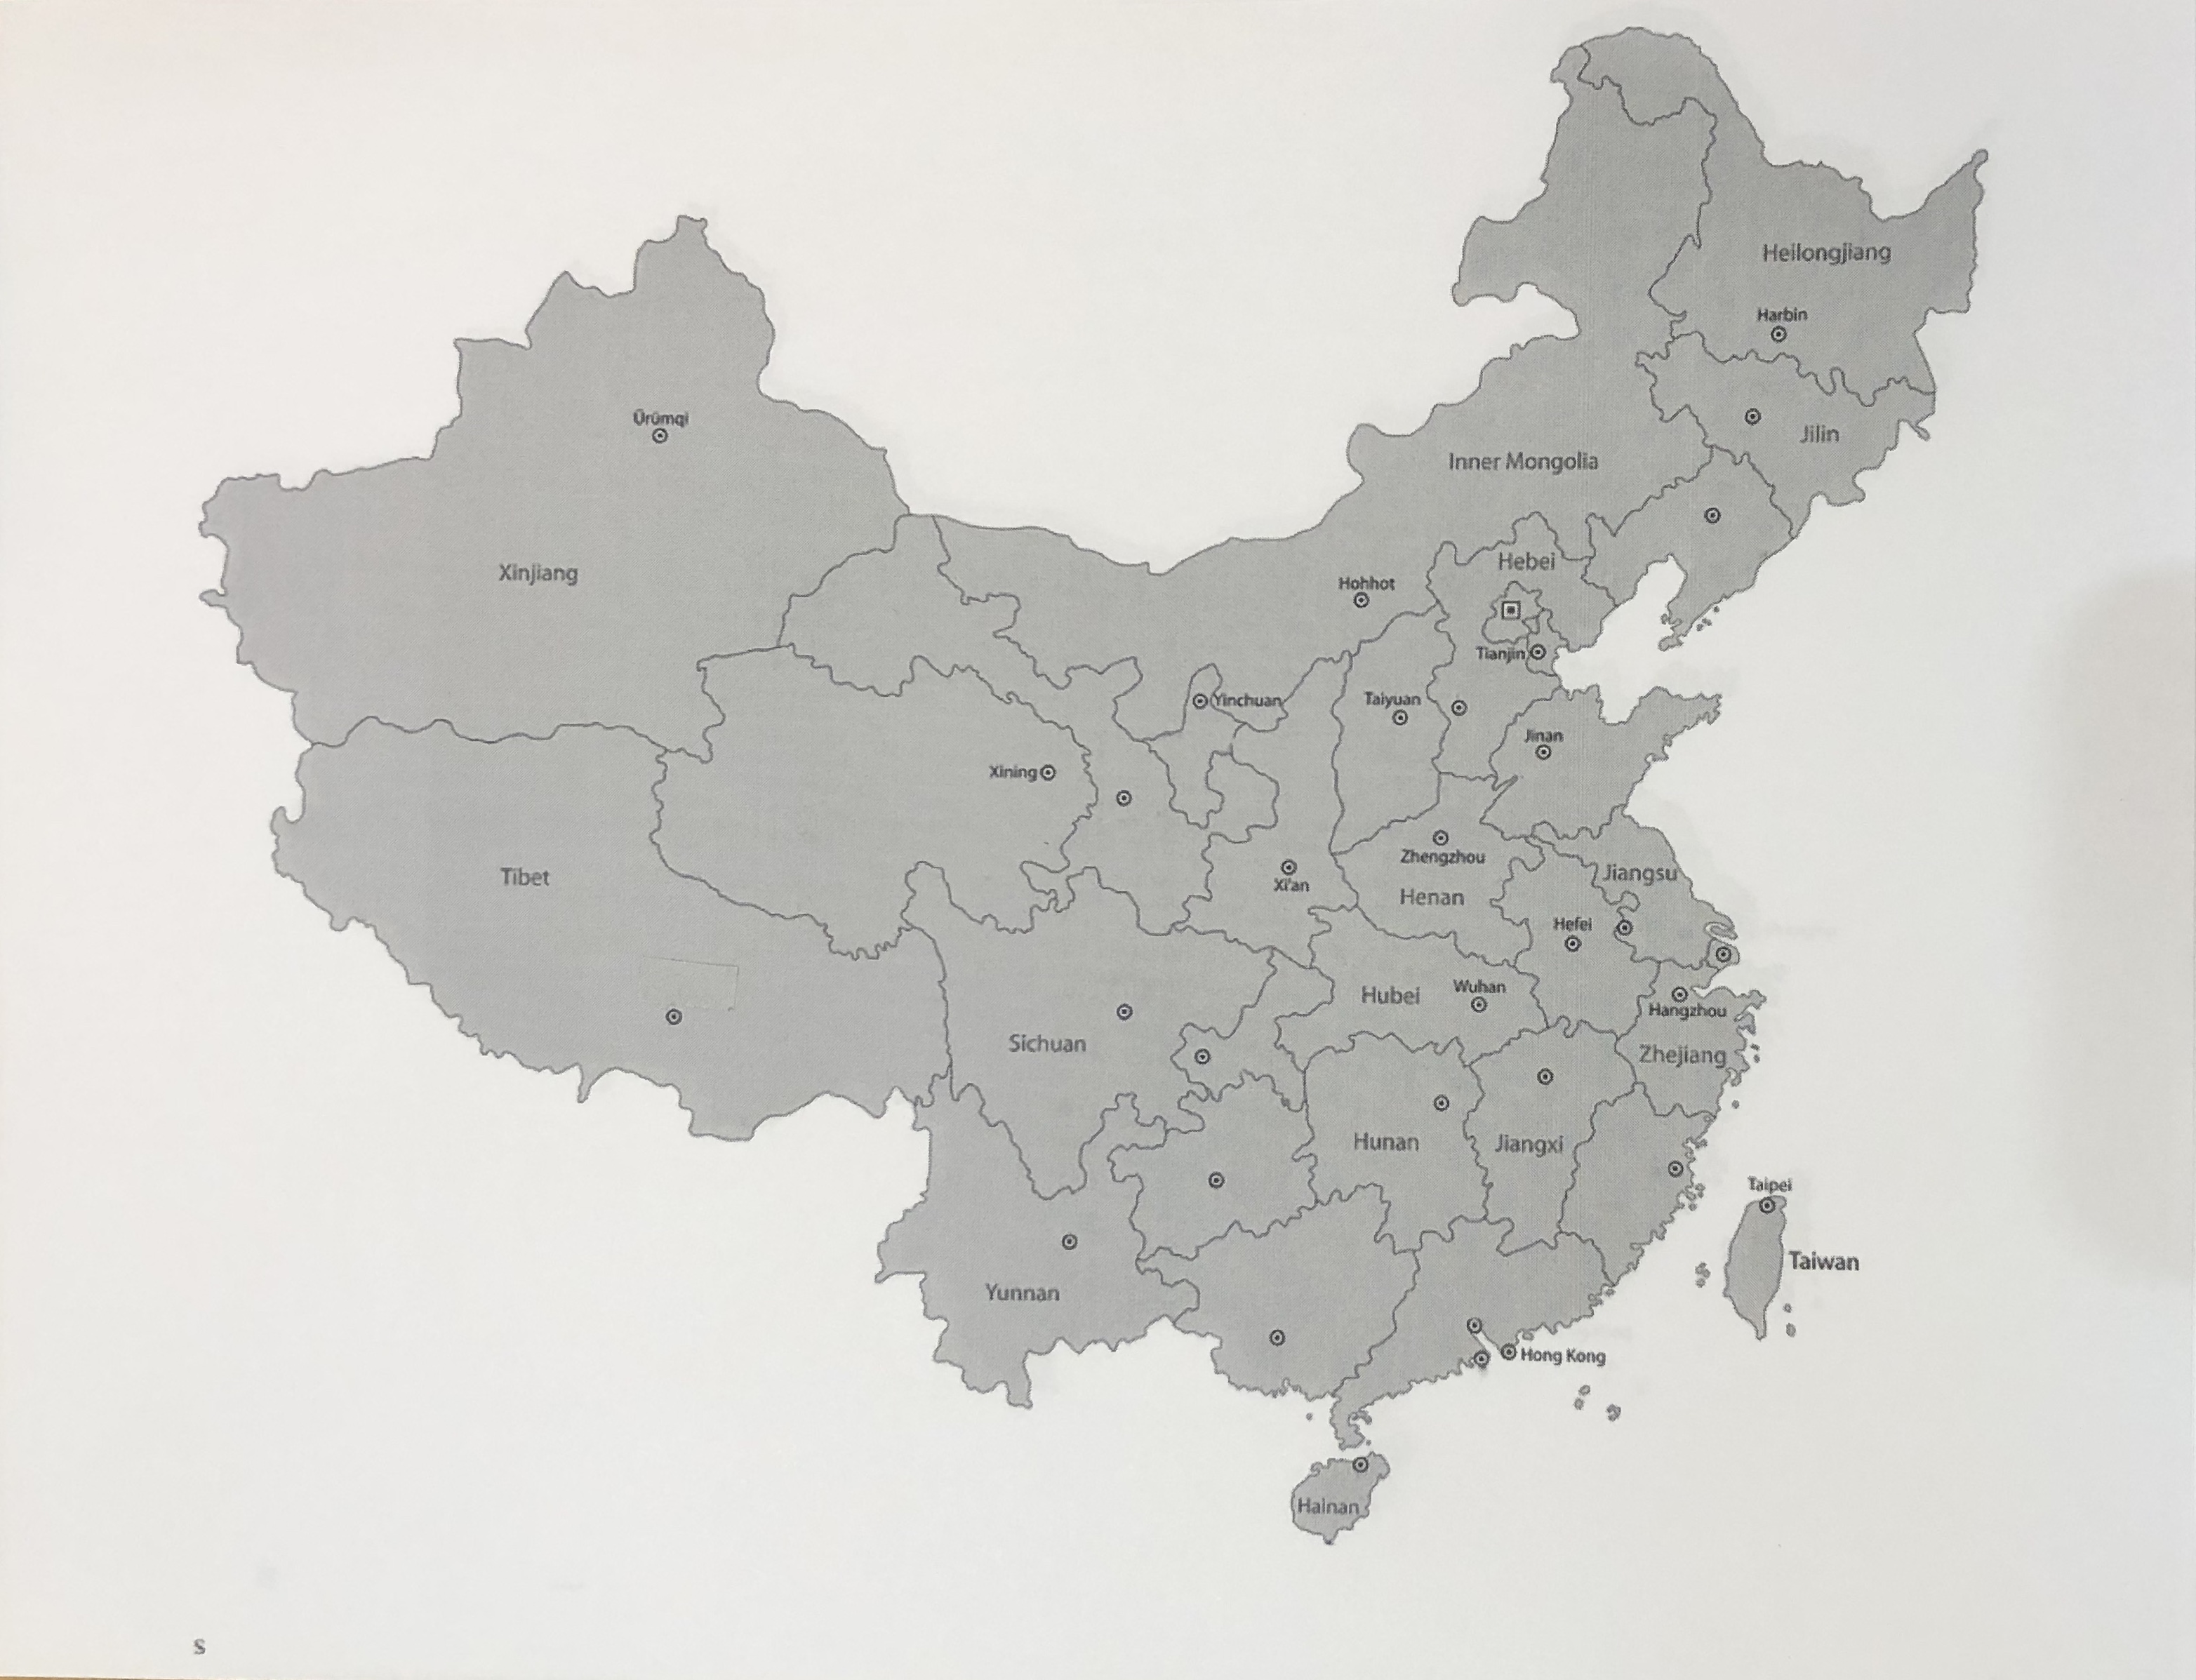 Heilongjiang
Harbin
Ürümqi
Jilin
Inner Mongolia
Xinjiang
Hebei
Hohhot
Tianjin
Yinchuan
Taiyuan
Jinan
Xining
Zhengzhou
Xi'an
Jiangsu
Tibet
Henan
Hefei
Hubei
Wuhan
Hangzhou
Sichuan
Zhejiang
Hunan
Jiangxi
Taipei
Taiwan
Yunnan
Hong Kong
Hainan
S